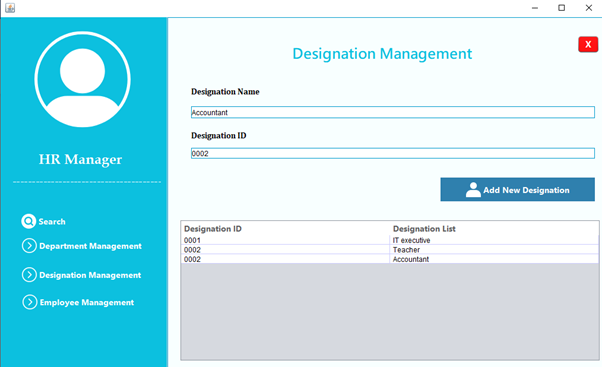 Designation Management
X
Designation Name
Accountant
Designation ID
0002
HR Manager
Add New Designation
Search
Department Management
Designation Management
Employee Management
Designation ID Designation List
0001 IT executive
0002 Teacher
0002 Accountant